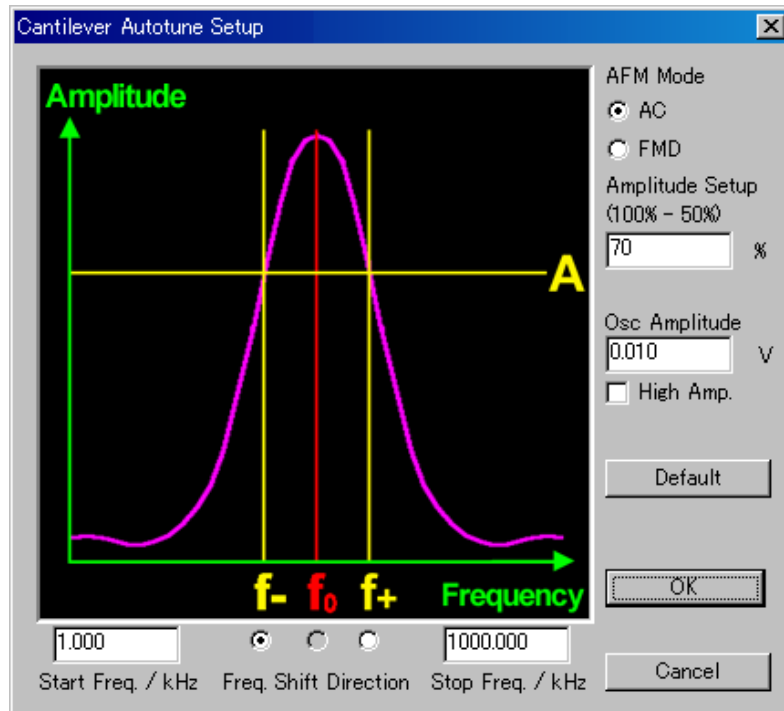 Cantilever Autotune Setup
Amplitude
A
f- f0 f+ Frequency
1.000
1000.000
Start Freq. / kHz Freq. Shift Direction Stop Freq. / kHz
AFM Mode
AC
FMD
Amplitude Setup
(100% - 50%)
70 %
Osc Amplitude
0.010 V
High Amp.
Default
OK
Cancel